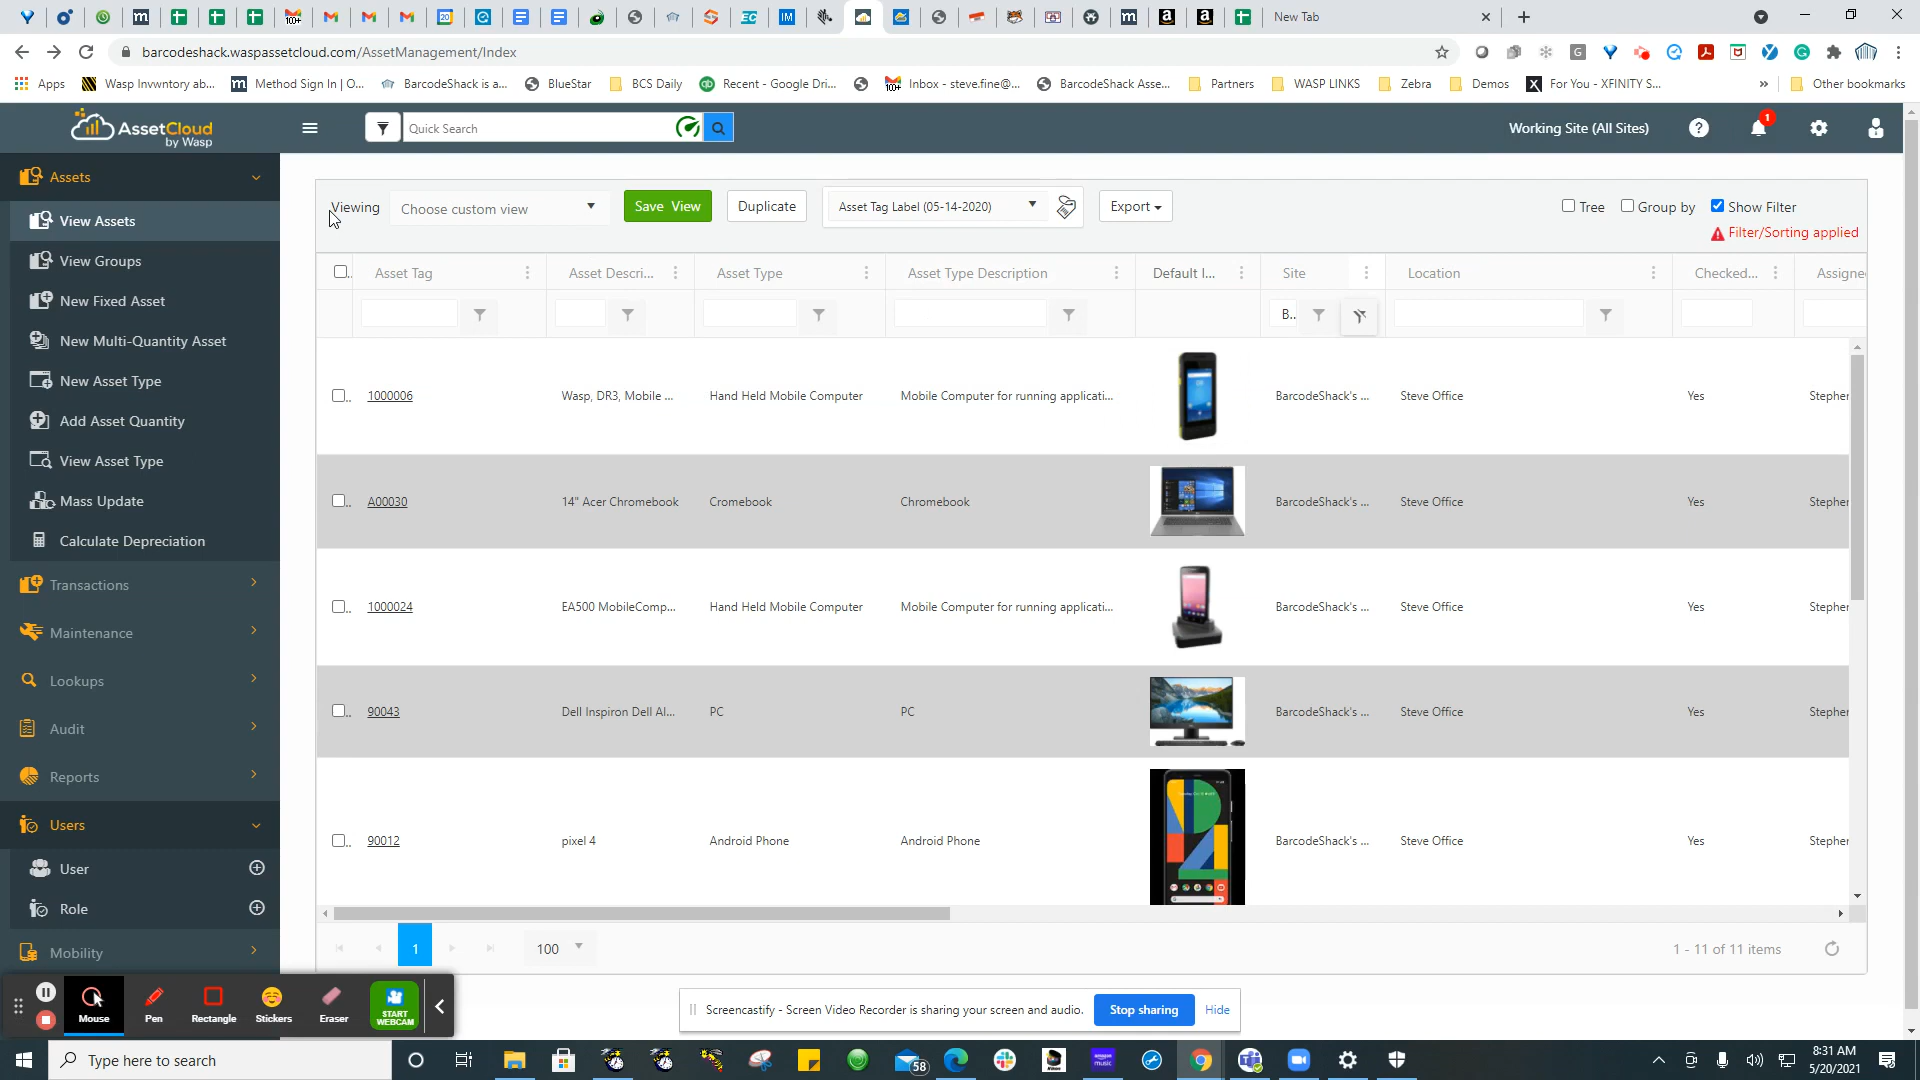 100+
20
IM
EC
m
a
a
New Tab
barcodeshack.waspassetcloud.com/AssetManagement/Index
Apps
Wasp Invwntory ab...
Method Sign In | O...
BarcodeShack is a...
BlueStar
BCS Daily
Recent - Google Dri...
Inbox - steve.fine@...
BarcodeShack Asse...
Partners
WASP LINKS
Zebra
Demos
For You - XFINITY S...
» Other bookmarks
AssetCloud
by Wasp
Quick Search
Working Site (All Sites)
1
Assets
View Assets
View Groups
New Fixed Asset
New Multi-Quantity Asset
New Asset Type
Add Asset Quantity
View Asset Type
Mass Update
Calculate Depreciation
Transactions
Maintenance
Lookups
Audit
Reports
Users
User
Role
Mobility
Viewing
Choose custom view
Save View
Duplicate
Asset Tag Label (05-14-2020)
Export
Tree
Group by
Show Filter
Filter/Sorting applied
Asset Tag
Asset Descri...
Asset Type
Asset Type Description
Default I...
Site
Location
Checked...
Assigne
B..
1000006 Wasp, DR3, Mobile ... Hand Held Mobile Computer Mobile Computer for running applicati... BarcodeShack's ... Steve Office Yes Stepher
A00030 14" Acer Chromebook Cromebook Chromebook BarcodeShack's ... Steve Office Yes Stepher
1000024 EA500 MobileComp... Hand Held Mobile Computer Mobile Computer for running applicati... BarcodeShack's ... Steve Office Yes Stepher
90043 Dell Inspiron Dell Al... PC PC BarcodeShack's ... Steve Office Yes Stepher
90012 pixel 4 Android Phone Android Phone BarcodeShack's ... Steve Office Yes Stepher
1
100
1 - 11 of 11 items
Mouse
Pen
Rectangle
Stickers
Eraser
START
WEBCAM
Screencastify - Screen Video Recorder is sharing your screen and audio.
Stop sharing
Hide
Type here to search
58
8:31 AM
5/20/2021